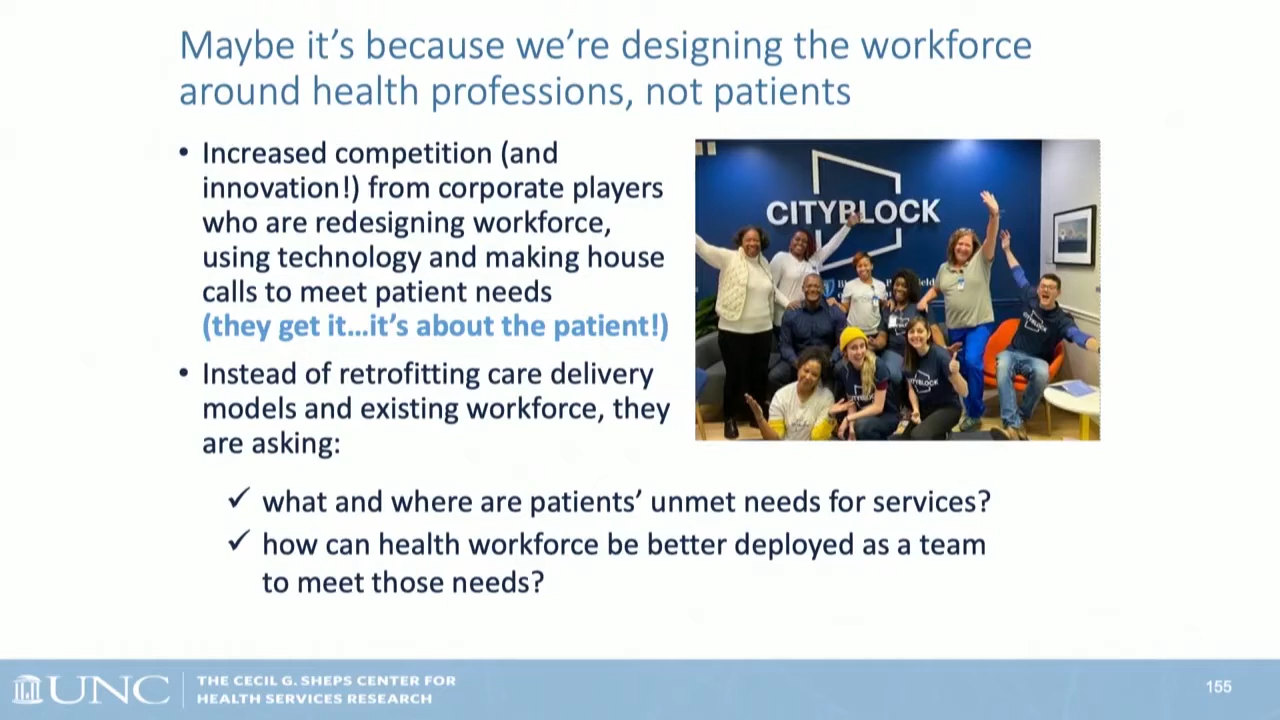 Maybe it’s because we’re designing the workforce
around health professions, not patients
• Increased competition (and
innovation!) from corporate players
who are redesigning workforce,
using technology and making house
calls to meet patient needs
(they get it…it’s about the patient!)
• Instead of retrofitting care delivery
models and existing workforce, they
are asking:
✓ what and where are patients’ unmet needs for services?
✓ how can health workforce be better deployed as a team
to meet those needs?
CITYBLOCK
CITYBLOCK
UNC
THE CECIL G. SHEPS CENTER FOR
HEALTH SERVICES RESEARCH
155